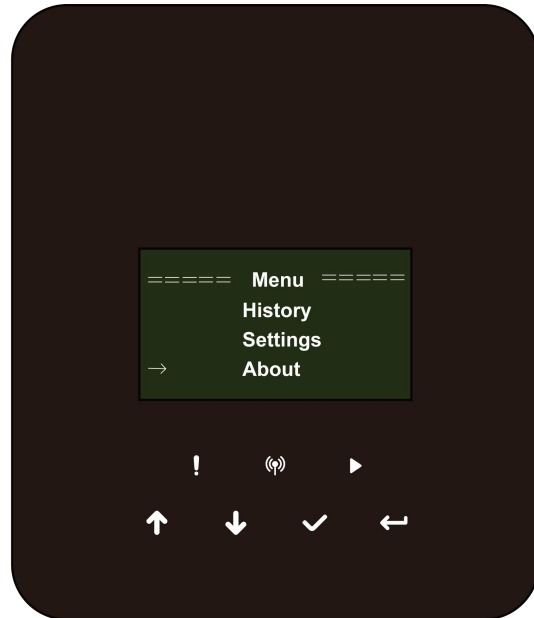 ===== Menu =====
History
Settings
→ About